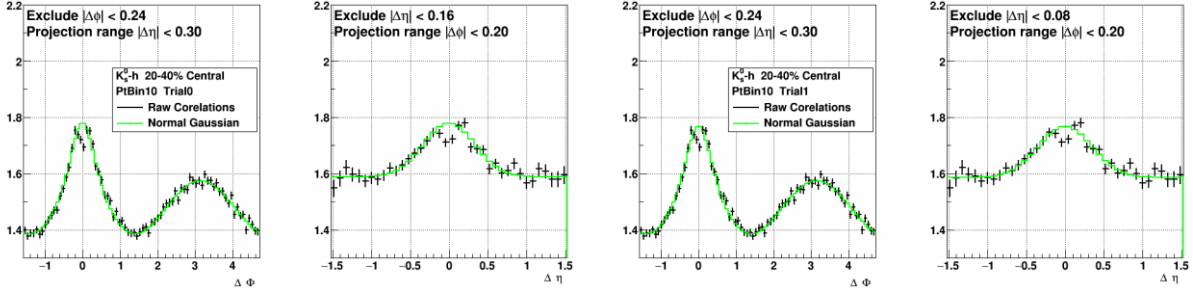 Exclude |Δϕ| < 0.24
Projection range |Δη| < 0.30
K⁰ₛ-h 20-40% Central
PtBin10 Trial0
Raw Corelations
Normal Gaussian
2.2
2
1.8
1.6
1.4
−1 0 1 2 3 4
Δ Φ
Exclude |Δη| < 0.16
Projection range |Δϕ| < 0.20
2.2
2
1.8
1.6
1.4
−1.5 −1 −0.5 0 0.5 1 1.5
Δ η
Exclude |Δϕ| < 0.24
Projection range |Δη| < 0.30
K⁰ₛ-h 20-40% Central
PtBin10 Trial1
Raw Corelations
Normal Gaussian
2.2
2
1.8
1.6
1.4
−1 0 1 2 3 4
Δ Φ
Exclude |Δη| < 0.08
Projection range |Δϕ| < 0.20
2.2
2
1.8
1.6
1.4
−1.5 −1 −0.5 0 0.5 1 1.5
Δ η